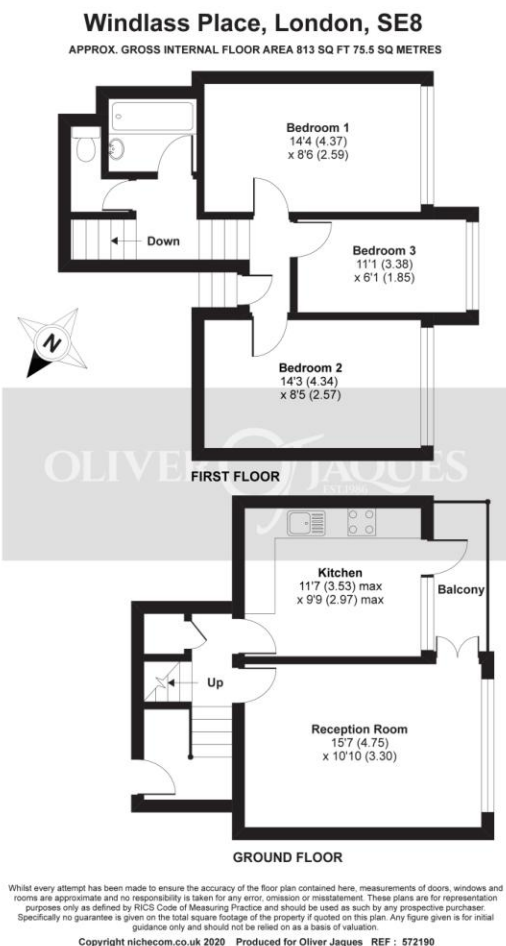 Windlass Place, London, SE8
APPROX. GROSS INTERNAL FLOOR AREA 813 SQ FT 75.5 SQ METRES
Bedroom 1
14'4 (4.37)
x 8'6 (2.59)
Down
Bedroom 3
11'1 (3.38)
x 6'1 (1.85)
N
Bedroom 2
14'3 (4.34)
x 8'5 (2.57)
OLIVER JAQUES
EST.1986
FIRST FLOOR
Kitchen
11'7 (3.53) max
x 9'9 (2.97) max
Balcony
Up
Reception Room
15'7 (4.75)
x 10'10 (3.30)
GROUND FLOOR
Whilst every attempt has been made to ensure the accuracy of the floor plan contained here, measurements of doors, windows and
rooms are approximate and no responsibility is taken for any error, omission or misstatement. These plans are for representation
purposes only as defined by RICS Code of Measuring Practice and should be used as such by any prospective purchaser.
Specifically no guarantee is given on the total square footage of the property if quoted on this plan. Any figure given is for initial
guidance only and should not be relied on as a basis of valuation.
Copyright nichecom.co.uk 2020 Produced for Oliver Jaques REF : 572190